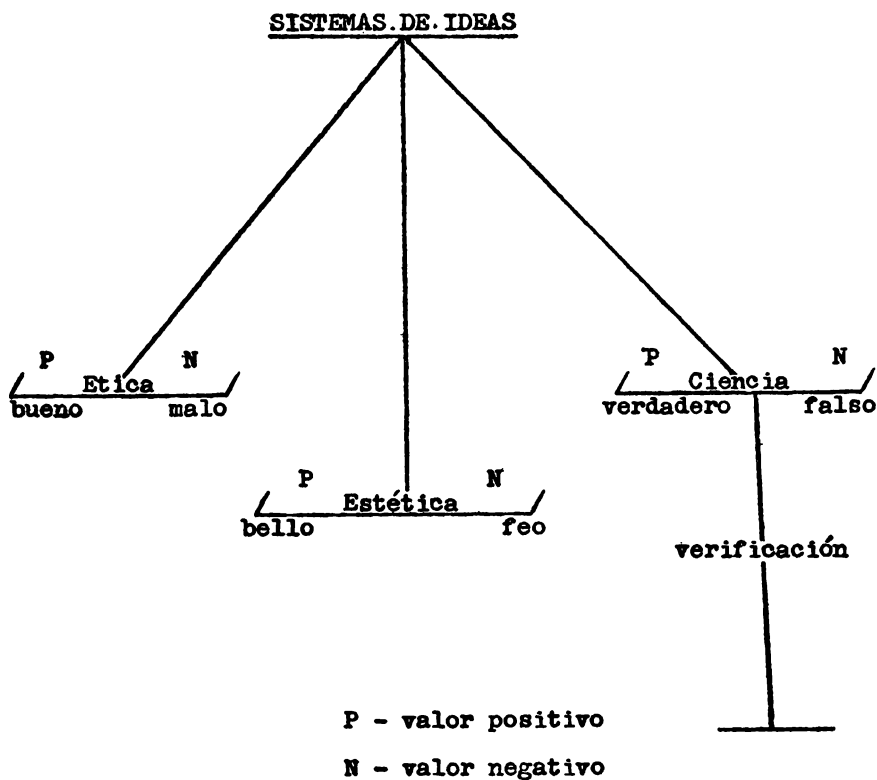 SISTEMAS.DE.IDEAS
P N
Etica
bueno malo
P N
Ciencia
verdadero falso
P N
Estética
bello feo
verificación
P - valor positivo
N - valor negativo